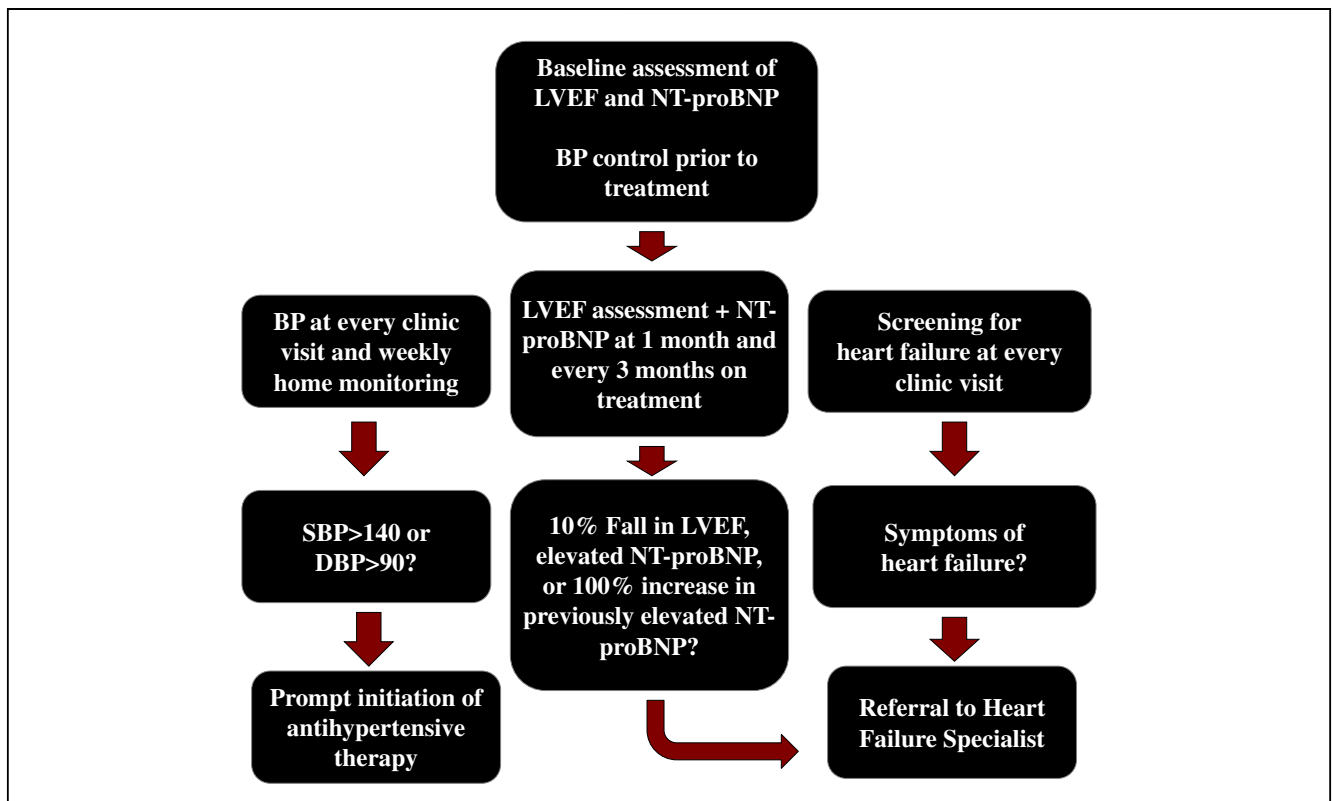 Baseline assessment of
LVEF and NT-proBNP
BP control prior to
treatment
BP at every clinic
visit and weekly
home monitoring
LVEF assessment + NT-
proBNP at 1 month and
every 3 months on
treatment
Screening for
heart failure at every
clinic visit
SBP>140 or
DBP>90?
10% Fall in LVEF,
elevated NT-proBNP,
or 100% increase in
previously elevated NT-
proBNP?
Symptoms of
heart failure?
Prompt initiation of
antihypertensive
therapy
Referral to Heart
Failure Specialist